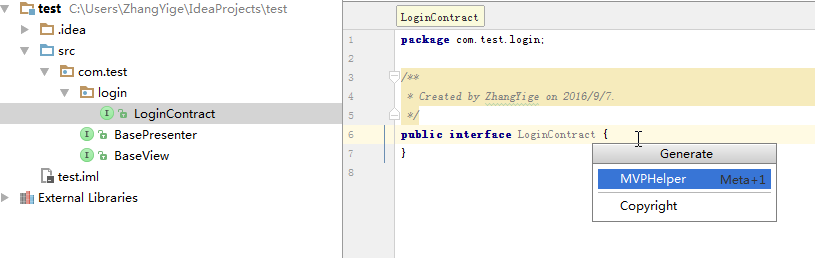 test C:\Users\ZhangYige\IdeaProjects\test
.idea
src
com.test
login
LoginContract
BasePresenter
BaseView
test.iml
External Libraries
LoginContract
1 package com.test.login;
2
3 /**
4 * Created by ZhangYige on 2016/9/7.
5 */
6 public interface LoginContract {
7 }
8
Generate
MVPHelper Meta+1
Copyright